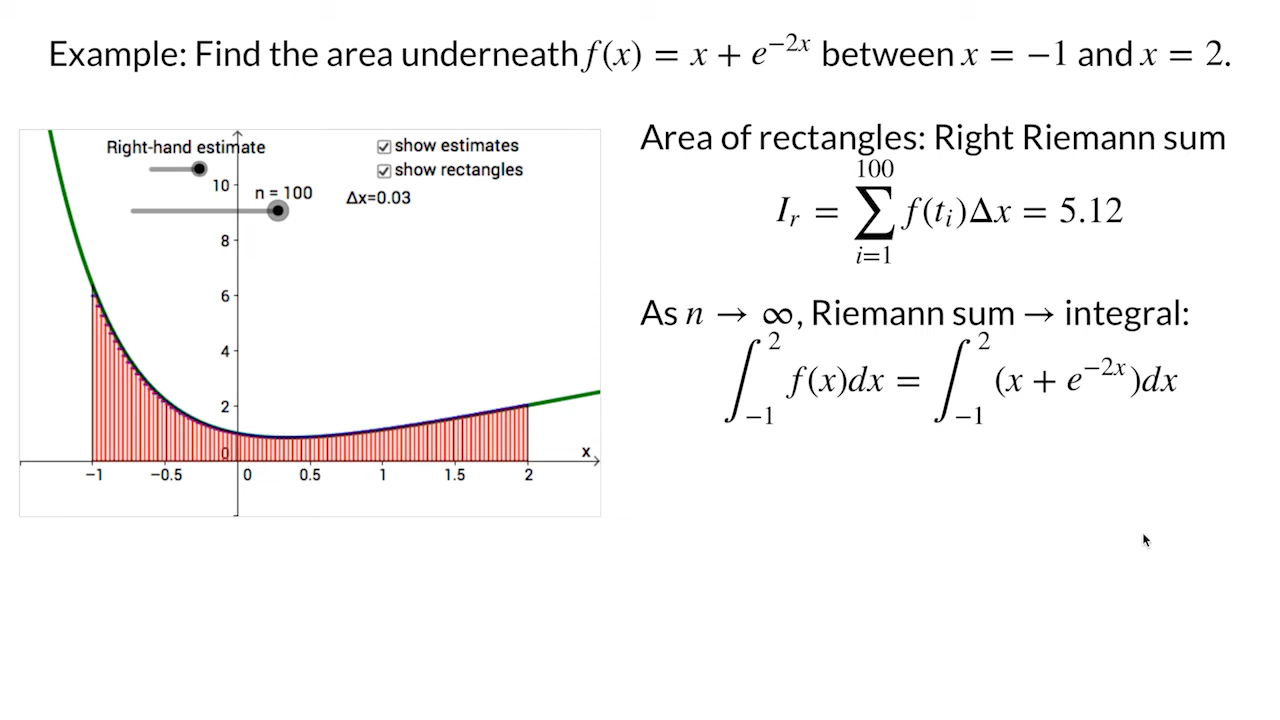 Example: Find the area underneath f(x) = x + e^{−2x} between x = −1 and x = 2.
Right-hand estimate
show estimates
show rectangles
n = 100
Δx=0.03
10
8
6
4
2
0
x
−1 −0.5 0 0.5 1 1.5 2
Area of rectangles: Right Riemann sum
I_r = ∑_{i=1}^{100} f(t_i)Δx = 5.12
As n → ∞, Riemann sum → integral:
∫_{−1}^{2} f(x)dx = ∫_{−1}^{2} (x + e^{−2x})dx